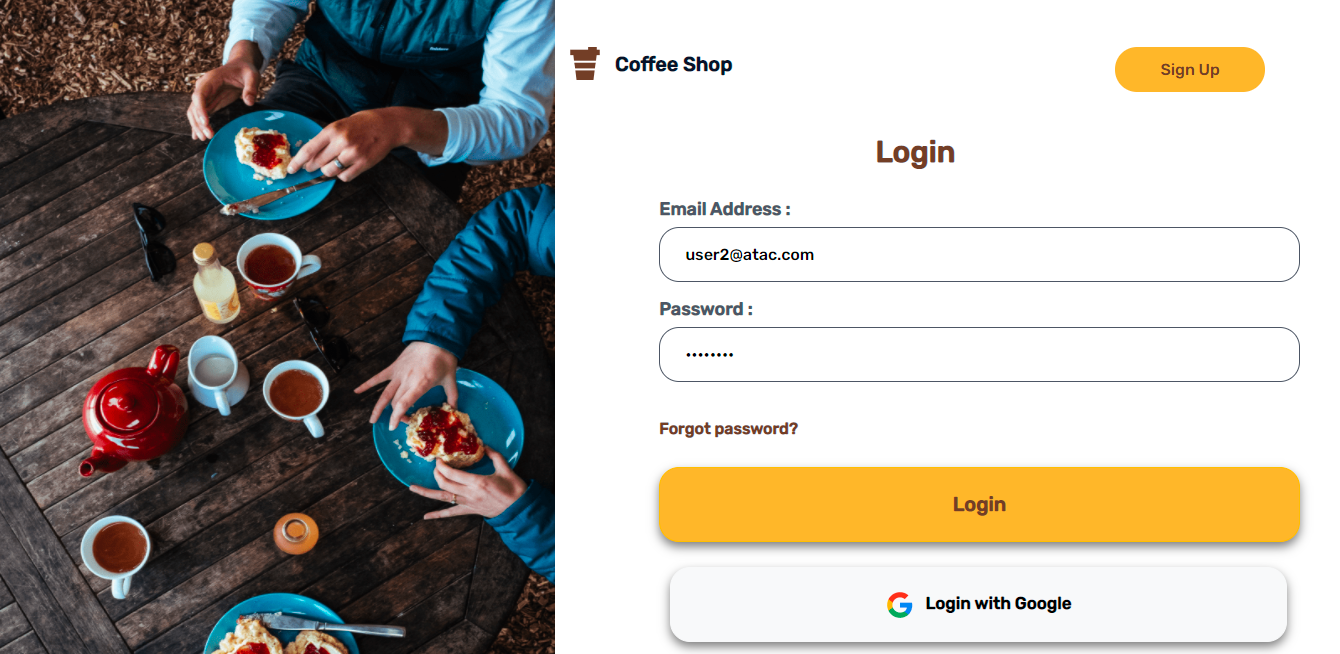 Coffee Shop
Sign Up
Login
Email Address :
user2@atac.com
Password :
••••••••
Forgot password?
Login
Login with Google